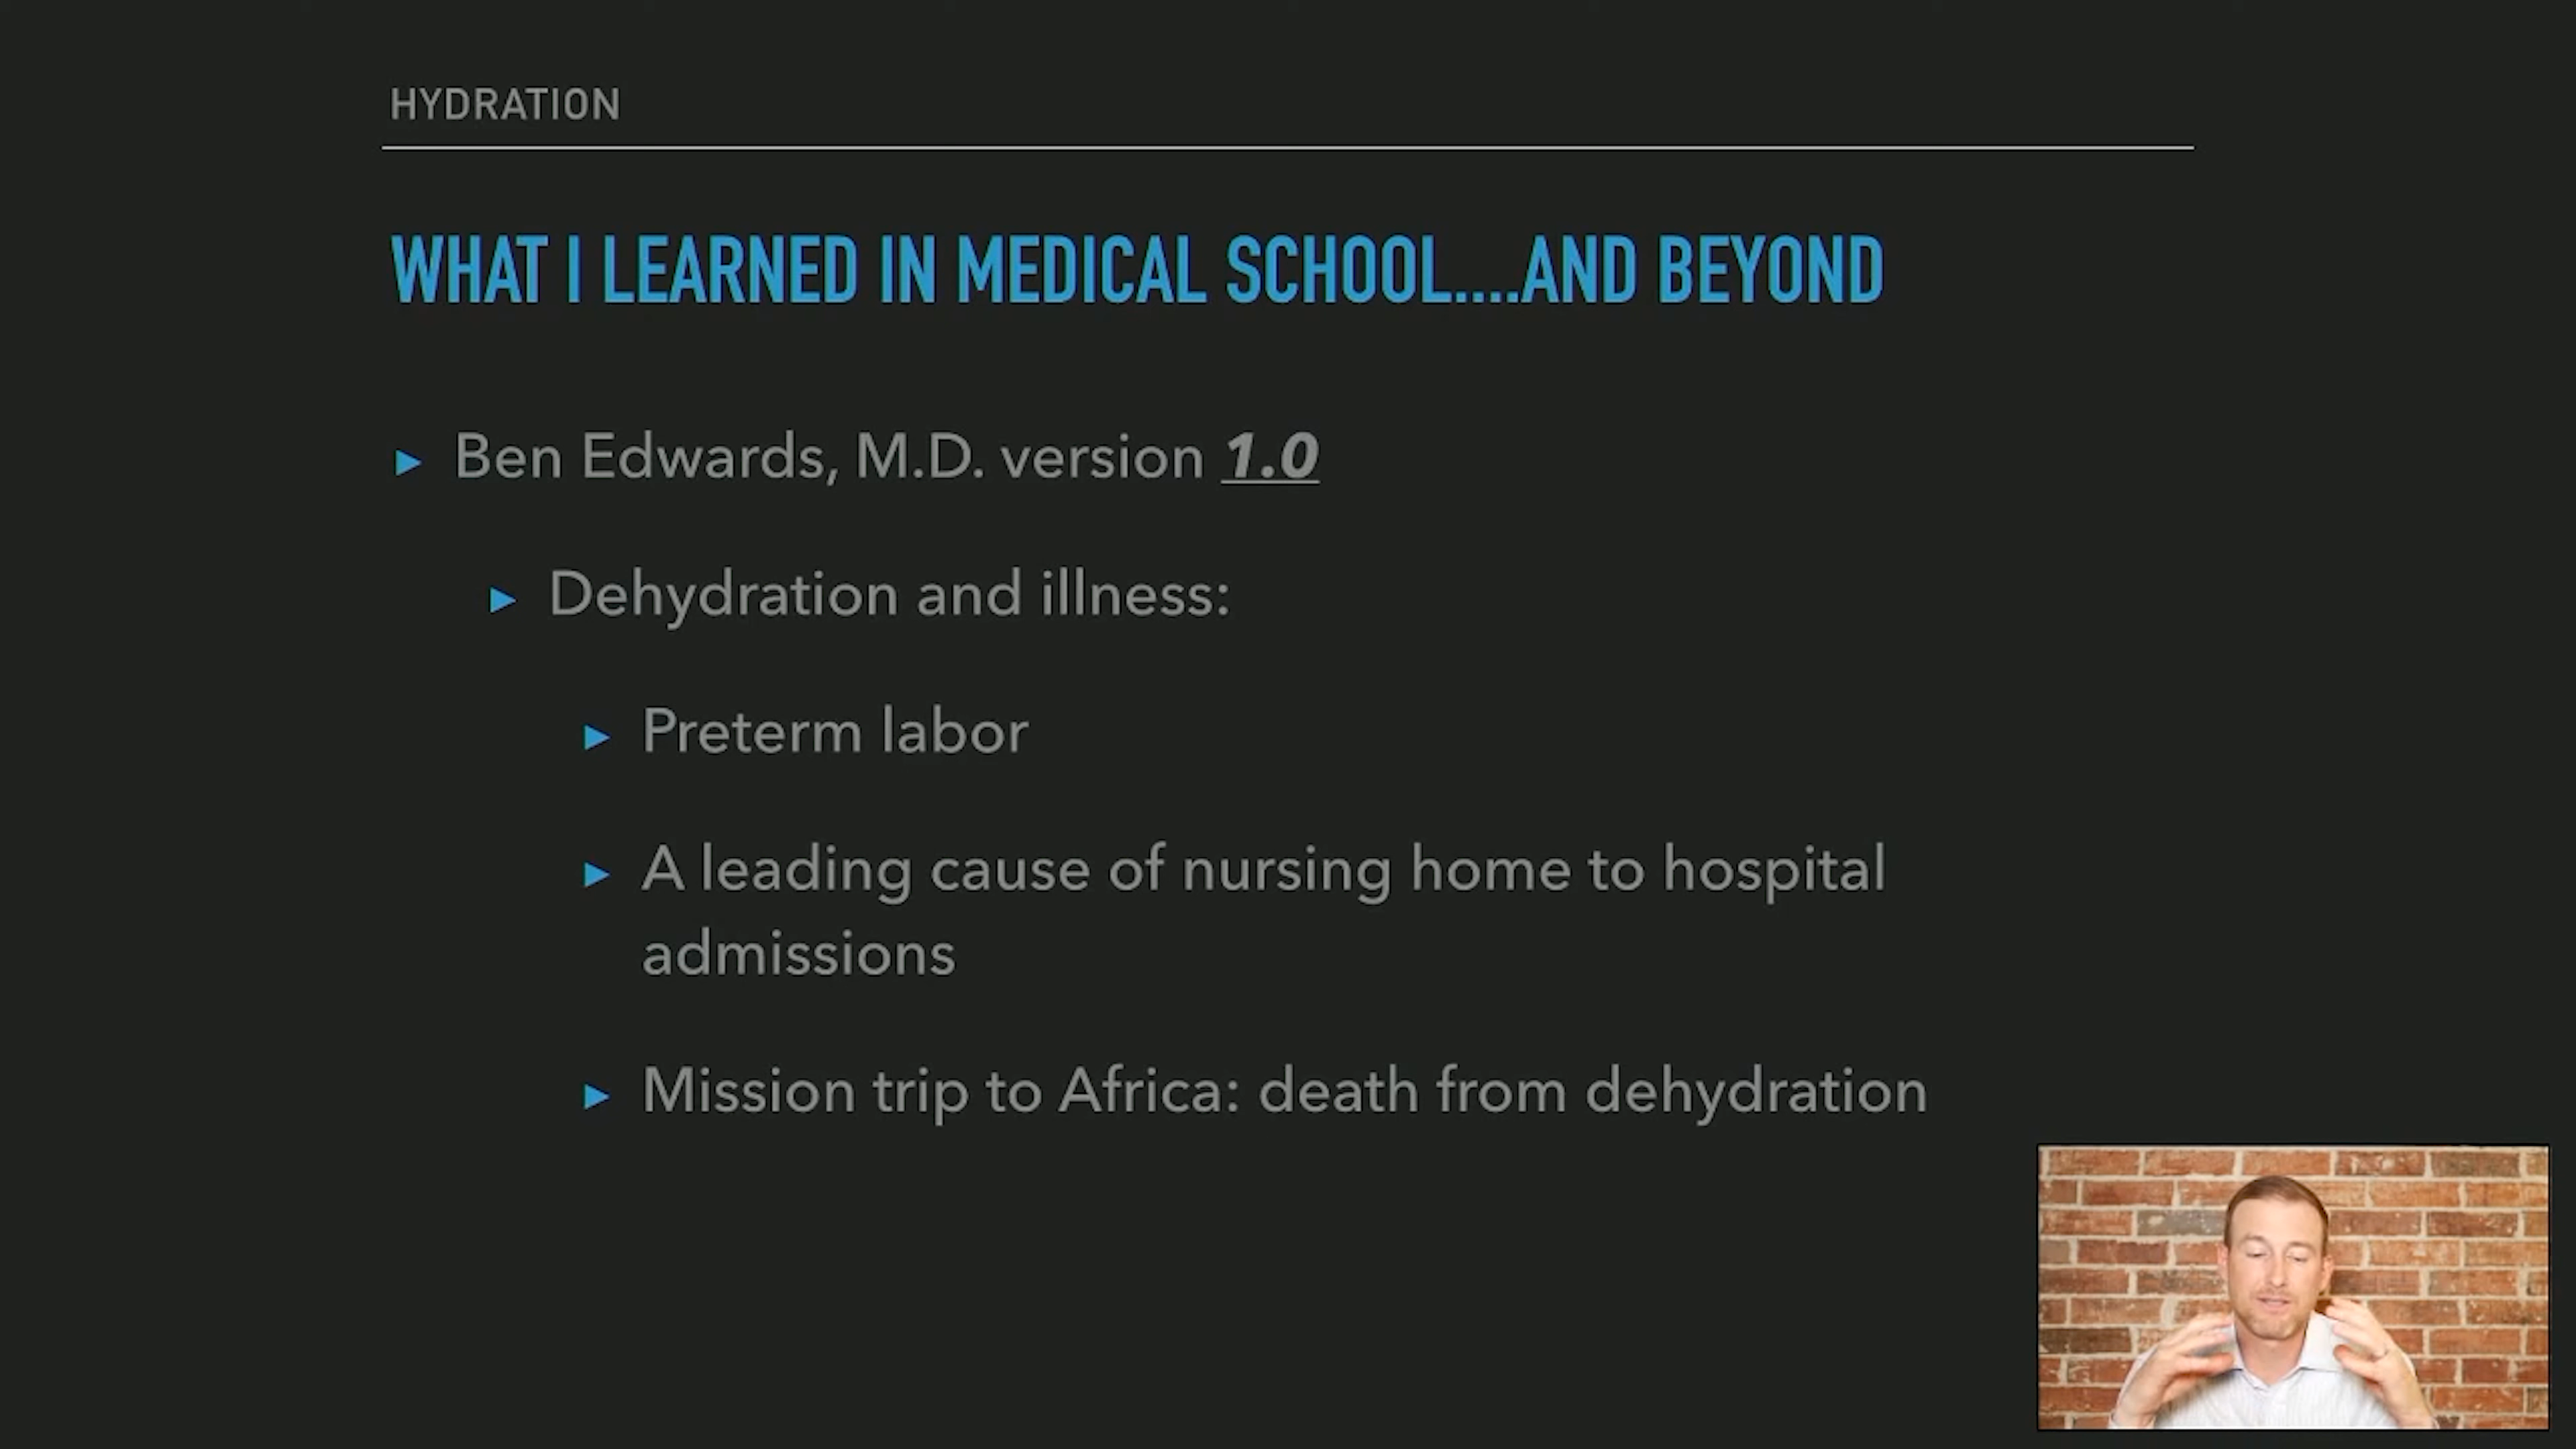 HYDRATION
WHAT I LEARNED IN MEDICAL SCHOOL....AND BEYOND
▸ Ben Edwards, M.D. version 1.0
▸ Dehydration and illness:
▸ Preterm labor
▸ A leading cause of nursing home to hospital
admissions
▸ Mission trip to Africa: death from dehydration